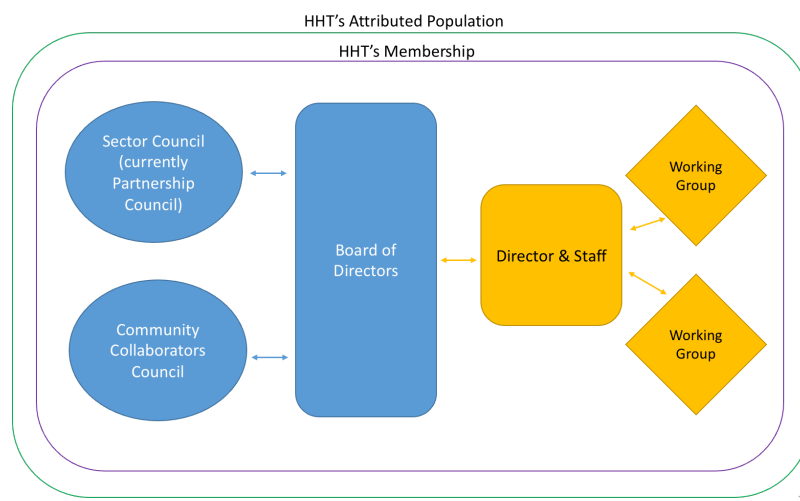 HHT’s Attributed Population
HHT’s Membership
Sector Council
(currently
Partnership
Council)
Community
Collaborators
Council
Board of
Directors
Director & Staff
Working
Group
Working
Group